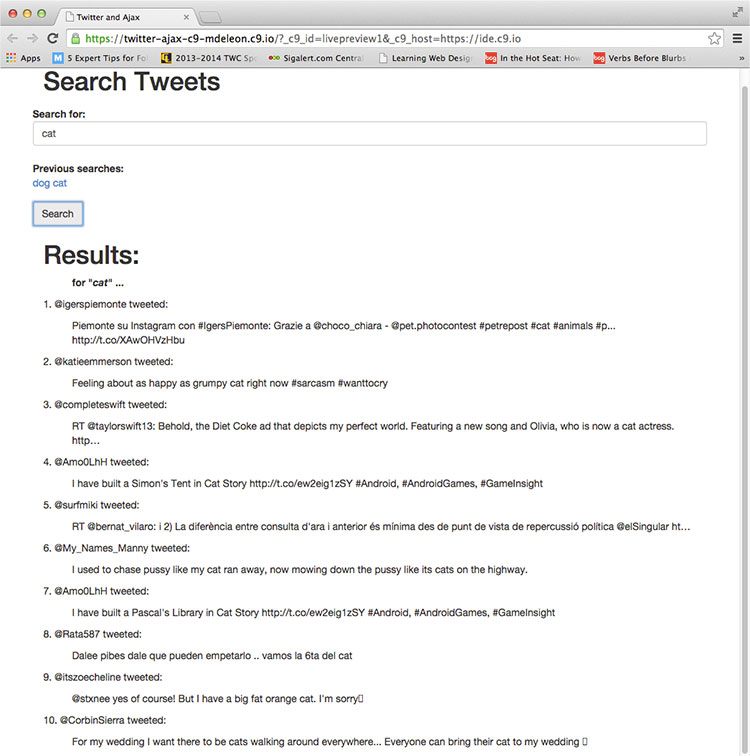 Twitter and Ajax
https://twitter-ajax-c9-mdeleon.c9.io/?_c9_id=livepreview1&_c9_host=https://ide.c9.io
Apps 5 Expert Tips for Fol 2013-2014 TWC Spo Sigalert.com Central Learning Web Design In the Hot Seat: How Verbs Before Blurbs »
Search Tweets
Search for:
cat
Previous searches:
dog cat
Search
Results:
for "cat" ...
1. @igerspiemonte tweeted:
Piemonte su Instagram con #IgersPiemonte: Grazie a @choco_chiara - @pet.photocontest #petrepost #cat #animals #p...
http://t.co/XAwOHVzHbu
2. @katieemmerson tweeted:
Feeling about as happy as grumpy cat right now #sarcasm #wanttocry
3. @completeswift tweeted:
RT @taylorswift13: Behold, the Diet Coke ad that depicts my perfect world. Featuring a new song and Olivia, who is now a cat actress.
http…
4. @Amo0LhH tweeted:
I have built a Simon's Tent in Cat Story http://t.co/ew2eig1zSY #Android, #AndroidGames, #GameInsight
5. @surfmiki tweeted:
RT @bernat_vilaro: i 2) La diferència entre consulta d'ara i anterior és mínima des de punt de vista de repercussió política @elSingular ht…
6. @My_Names_Manny tweeted:
I used to chase pussy like my cat ran away, now mowing down the pussy like its cats on the highway.
7. @Amo0LhH tweeted:
I have built a Pascal's Library in Cat Story http://t.co/ew2eig1zSY #Android, #AndroidGames, #GameInsight
8. @Rata587 tweeted:
Dalee pibes dale que pueden empetarlo .. vamos la 6ta del cat
9. @itszoecheline tweeted:
@stxnee yes of course! But I have a big fat orange cat. I'm sorry
10. @CorbinSierra tweeted:
For my wedding I want there to be cats walking around everywhere... Everyone can bring their cat to my wedding